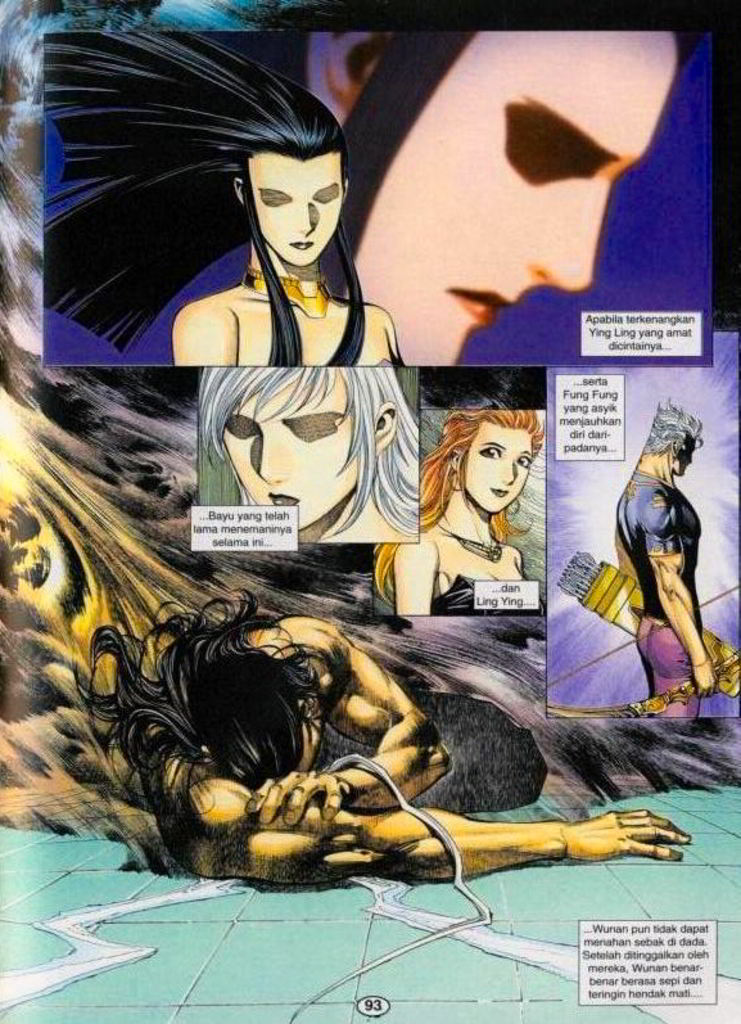 Apabila terkenangkan
Ying Ling yang amat
dicintainya...
...serta
Fung Fung
yang asyik
menjauhkan
diri dari-
padanya...
...Bayu yang telah
lama menemaninya
selama ini...
...dan
Ling Ying....
...Wunan pun tidak dapat
menahan sebak di dada.
Setelah ditinggalkan oleh
mereka, Wunan benar-
benar berasa sepi dan
teringin hendak mati....
93